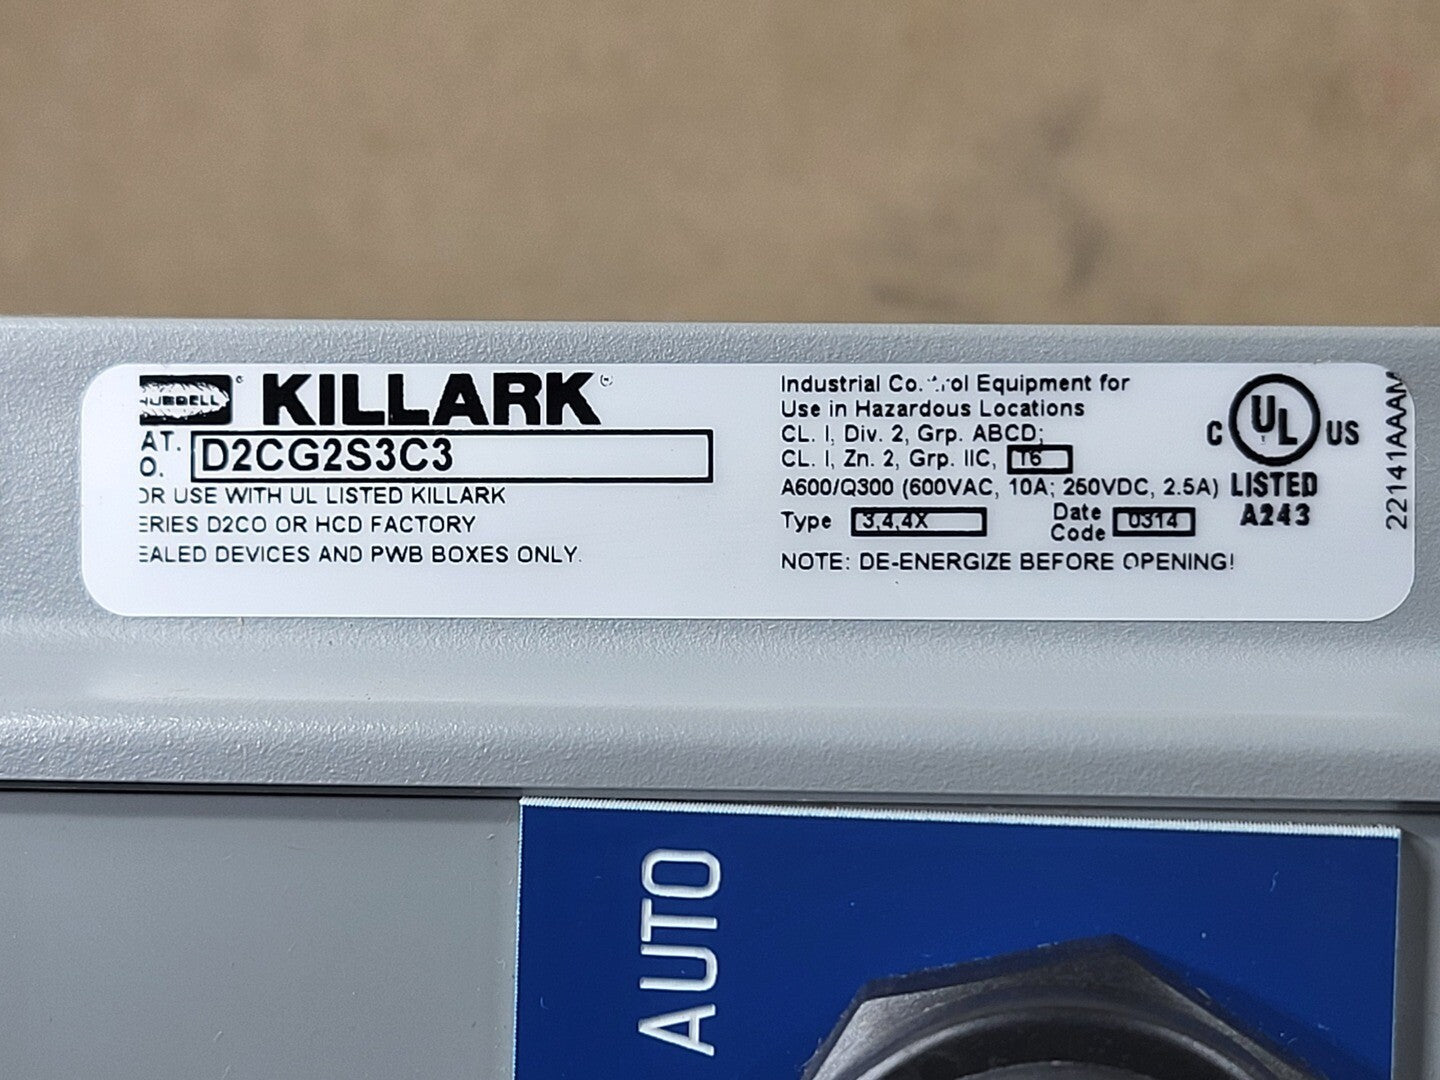 HUBBELL KILLARK®
AT. D2CG2S3C3
O.
OR USE WITH UL LISTED KILLARK
ERIES D2CO OR HCD FACTORY
EALED DEVICES AND PWB BOXES ONLY.
Industrial Co trol Equipment for
Use in Hazardous Locations
CL. I, Div. 2, Grp. ABCD;
CL. I, Zn. 2, Grp. IIC, T6
A600/Q300 (600VAC, 10A; 250VDC, 2.5A)
Type 3,4,4X Date Code 0314
NOTE: DE-ENERGIZE BEFORE OPENING!
C UL US
LISTED
A243
22141AAAM
AUTO